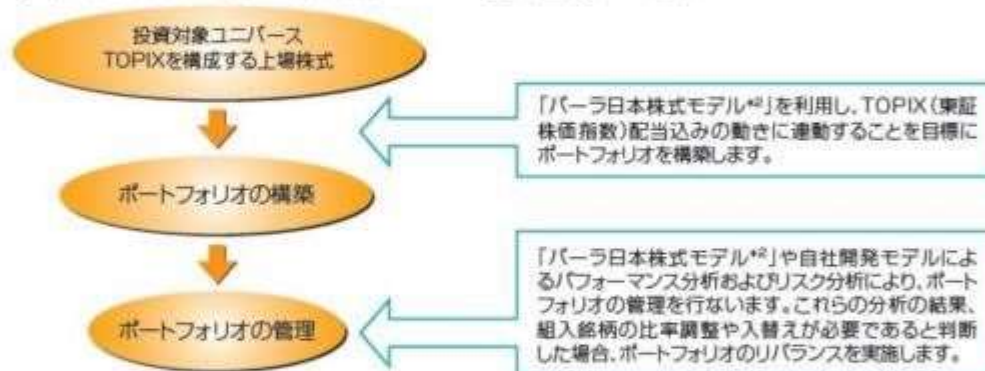 投資対象ユニバース
TOPIXを構成する上場株式
「バーラ日本株式モデル*2」を利用し、TOPIX(東証
株価指数)配当込みの動きに連動することを目標に
ポートフォリオを構築します。
ポートフォリオの構築
「バーラ日本株式モデル*2」や自社開発モデルによ
るパフォーマンス分析およびリスク分析により、ポート
フォリオの管理を行ないます。これらの分析の結果、
組入銘柄の比率調整や入替えが必要であると判断
した場合、ポートフォリオのリバランスを実施します。
ポートフォリオの管理